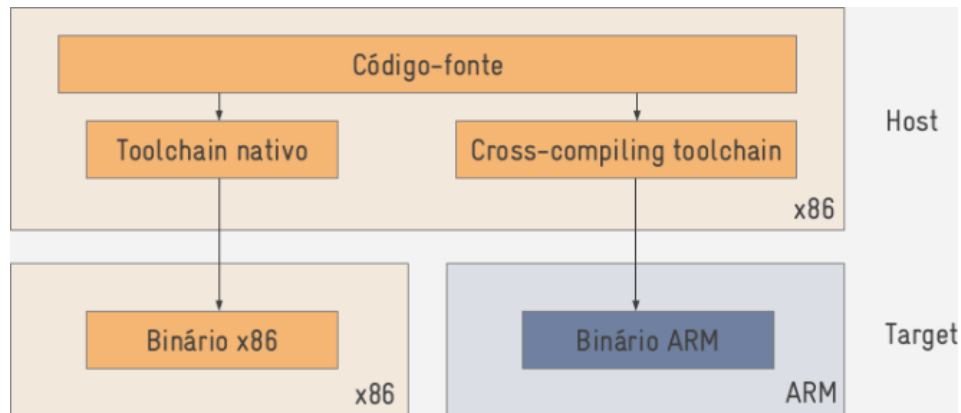 Código-fonte
Host
Toolchain nativo
Cross-compiling toolchain
x86
Binário x86
Binário ARM
Target
x86
ARM